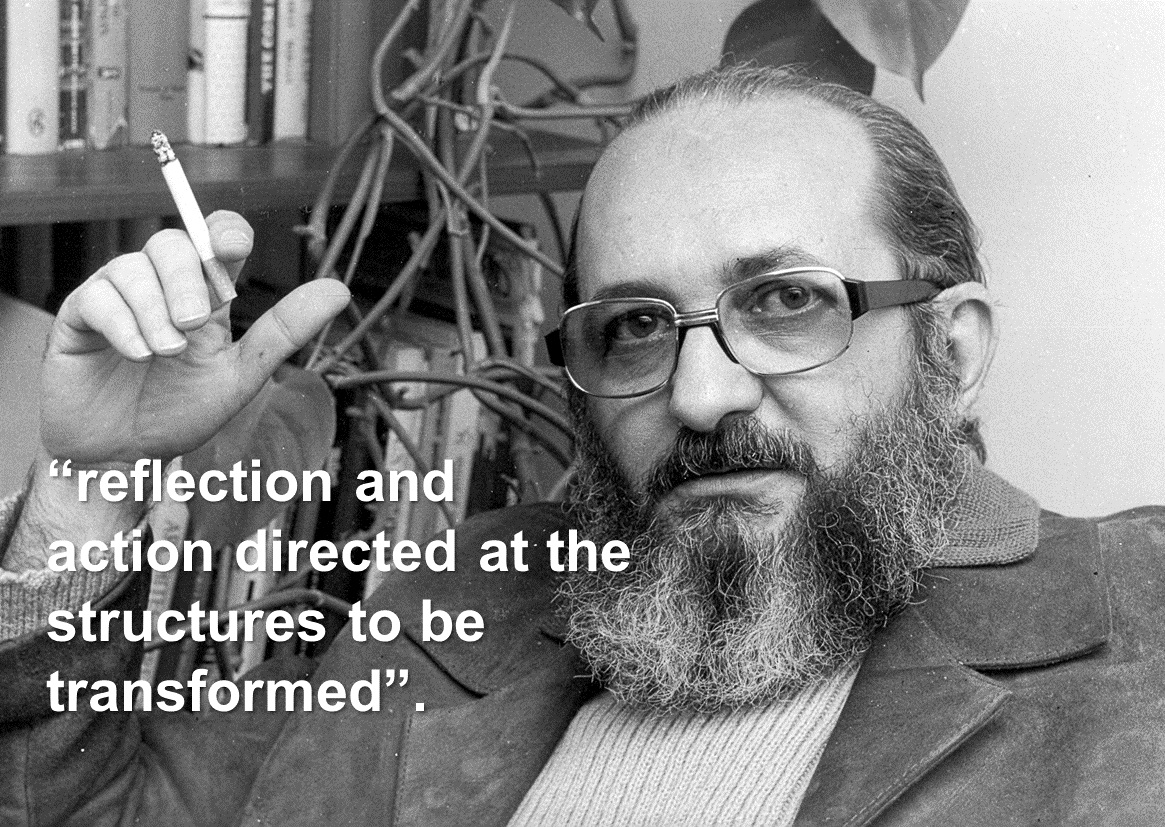 “reflection and
action directed at the
structures to be
transformed”.